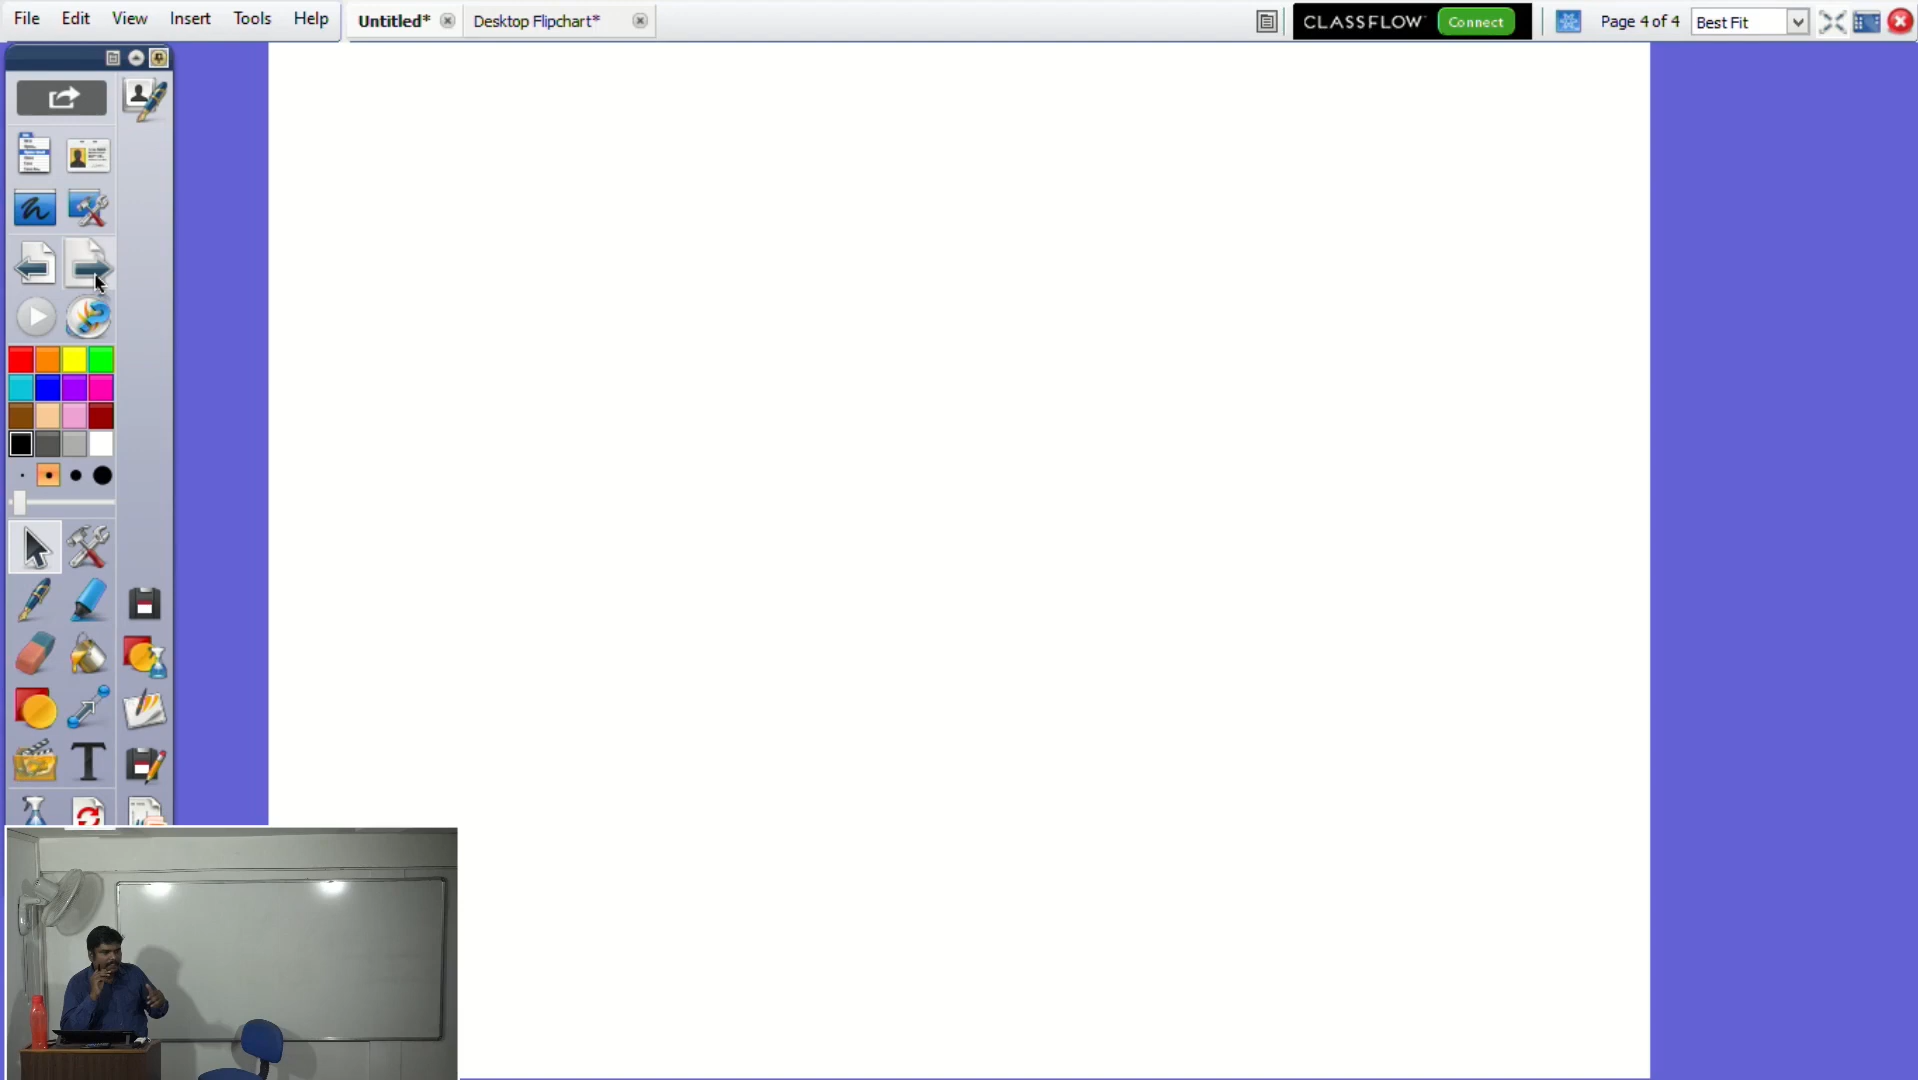 File Edit View Insert Tools Help
Untitled* Desktop Flipchart*
CLASSFLOW Connect
Page 4 of 4 Best Fit
T